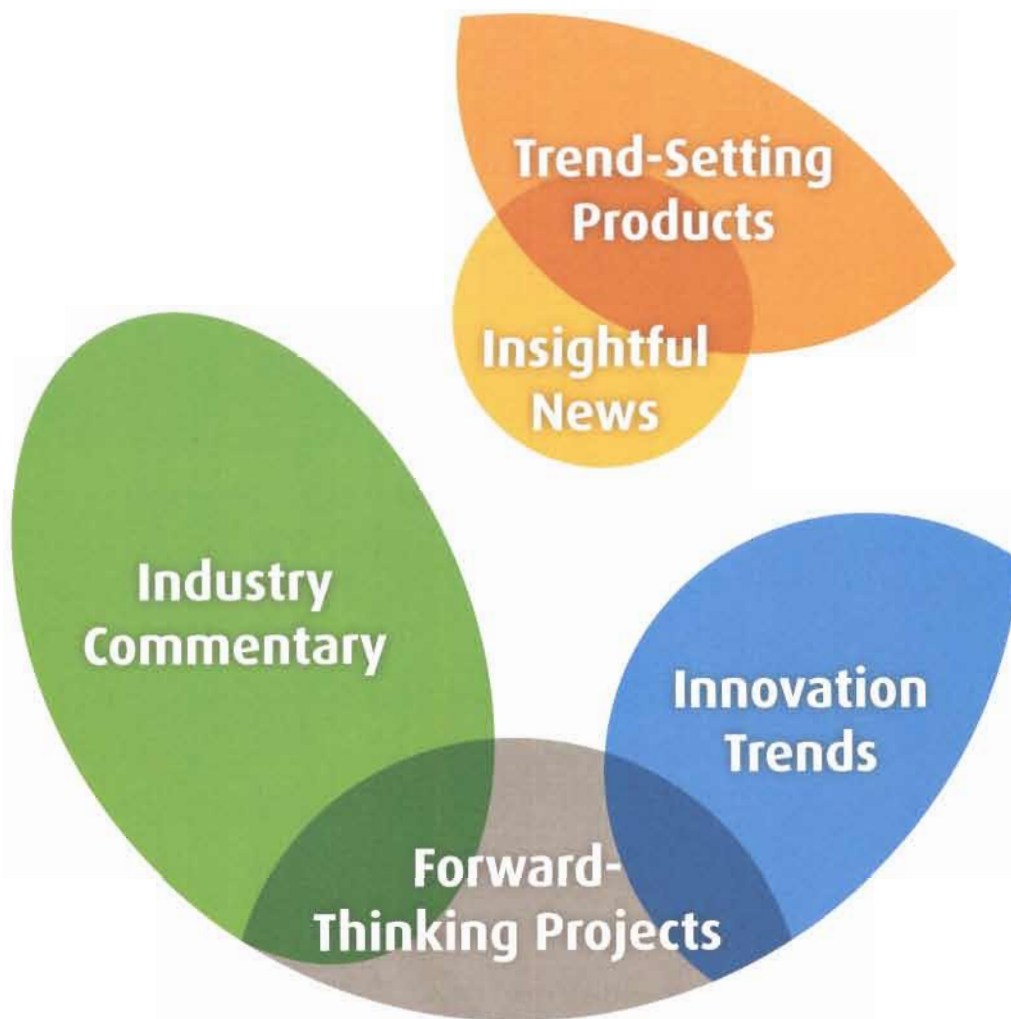 Trend-Setting
Products
Insightful
News
Industry
Commentary
Innovation
Trends
Forward-
Thinking Projects